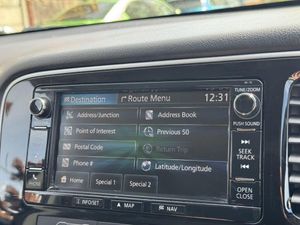 Destination Route Menu 12:31
Address/Junction Address Book
Point of Interest Previous 50
Postal Code Return Trip
Phone # Latitude/Longitude
Home Special 1 Special 2
TUNE/ZOOM
PUSH SOUND
SEEK
TRACK
OPEN
CLOSE
PHONE
INFO/SET MAP NAV